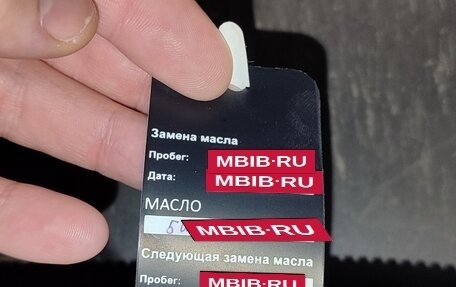 Замена масла
Пробег: MBIB.RU
Дата: MBIB.RU
МАСЛО
MBIB.RU
Следующая замена масла
Пробег: MBIB.RU